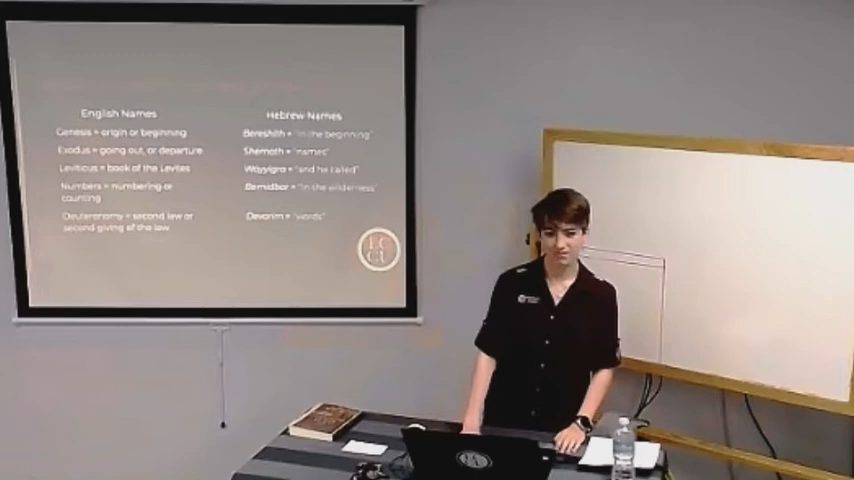 English Names
Genesis = origin or beginning
Exodus = going out, or departure
Leviticus = book of the Levites
Numbers = numbering or
counting
Deuteronomy = second law or
second giving of the law
Hebrew Names
Bereshith = "in the beginning"
Shemoth = "names"
Wayyiqra = "and he called"
Bemidbar = "in the wilderness"
Devarim = "words"
LC
CU